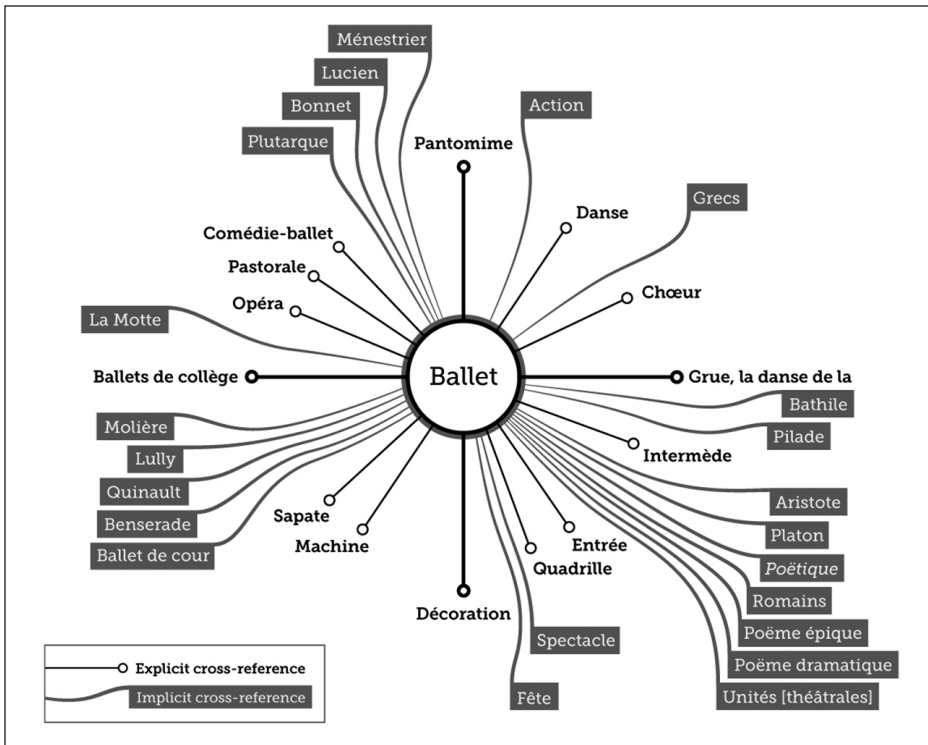 Ménestrier
Lucien
Bonnet
Action
Plutarque
Pantomime
Grecs
Danse
Comédie-ballet
Pastorale
Chœur
Opéra
La Motte
Ballets de collège
Ballet
Grue, la danse de la
Bathile
Molière
Pilade
Lully
Intermède
Quinault
Aristote
Sapate
Benserade
Platon
Machine
Entrée
Ballet de cour
Quadrille
Poëtique
Romains
Décoration
Poëme épique
Spectacle
Poëme dramatique
Explicit cross-reference
Fête
Unités [théâtrales]
Implicit cross-reference